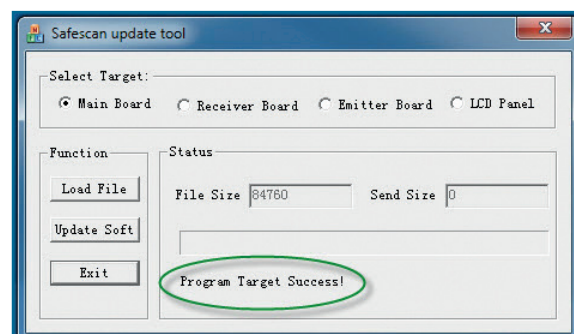 Safescan update tool
Select Target:
Main Board Receiver Board Emitter Board LCD Panel
Function
Status
Load File
File Size 84760 Send Size 0
Update Soft
Exit
Program Target Success!